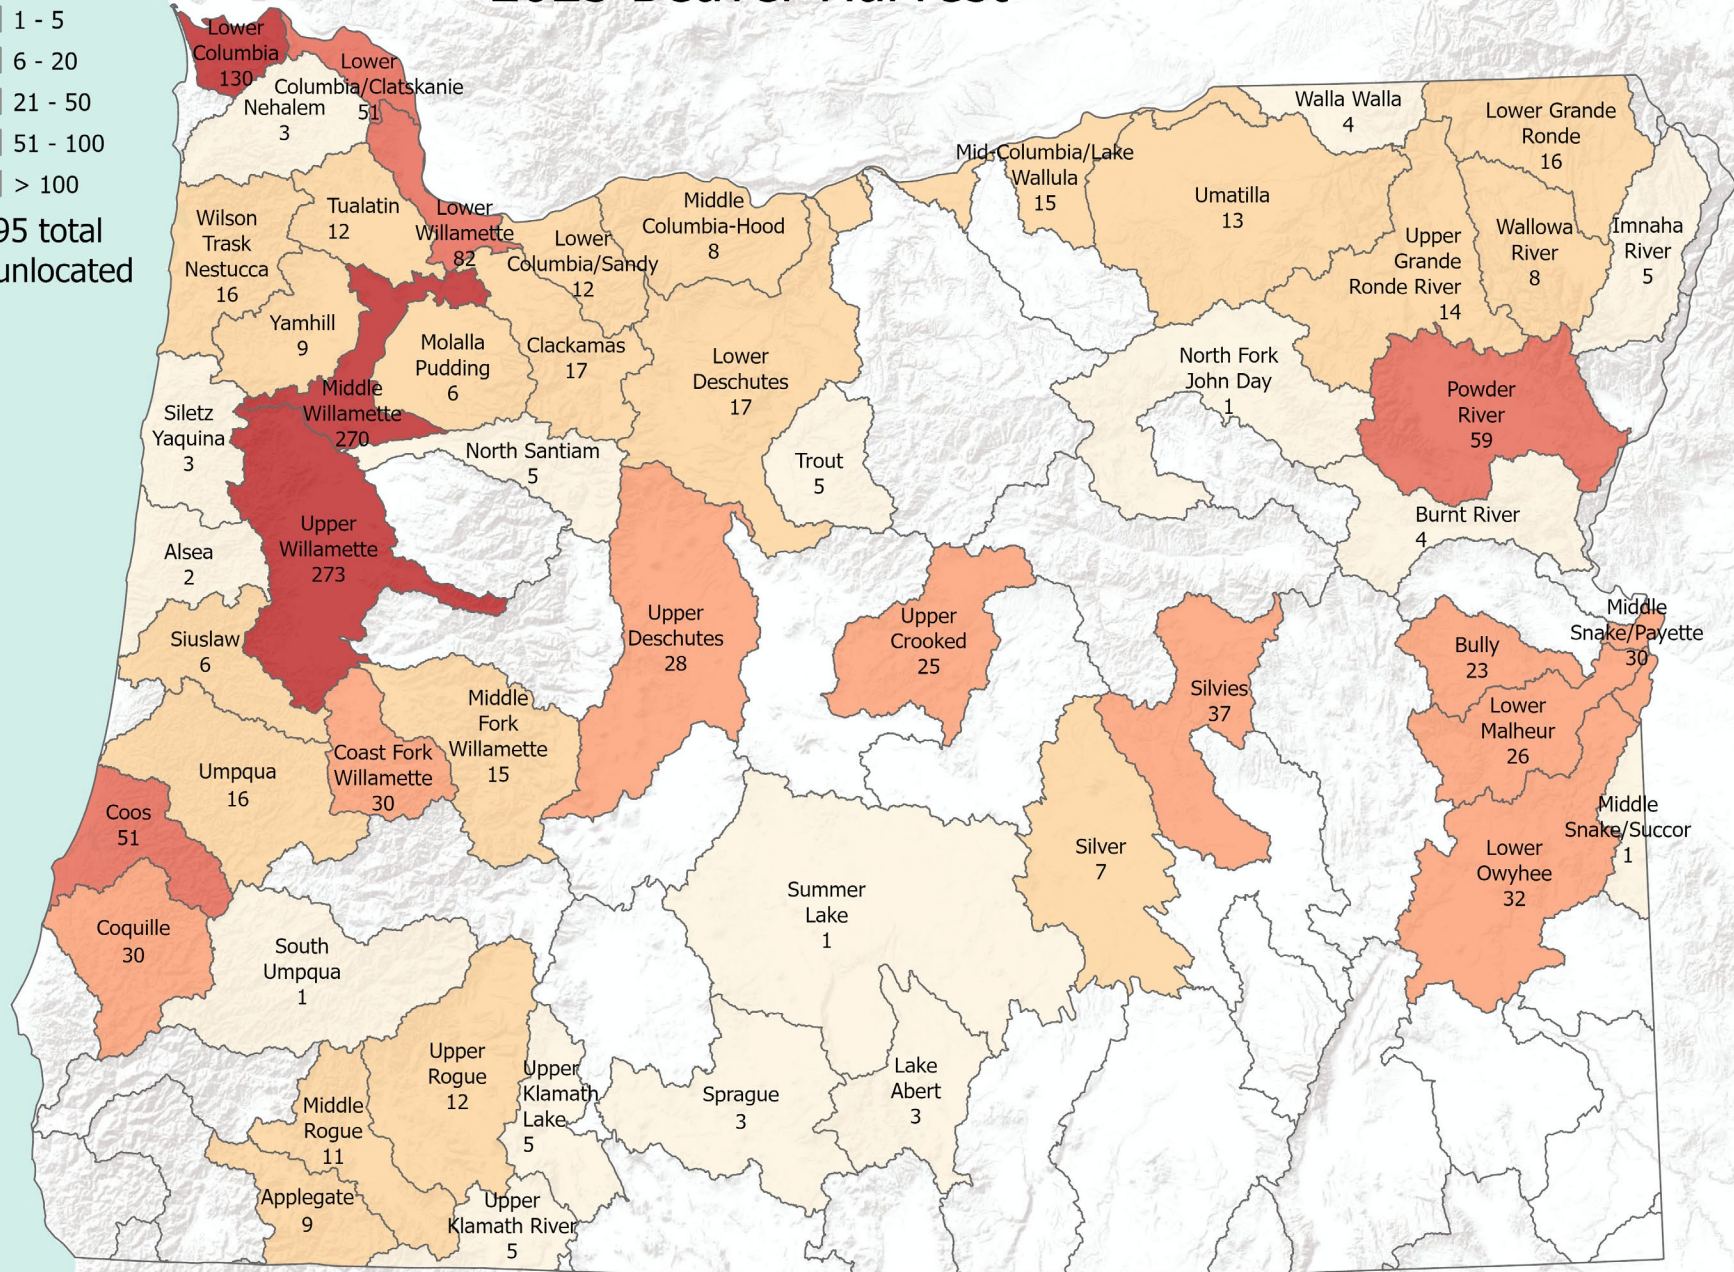 1 - 5
6 - 20
21 - 50
51 - 100
> 100
95 total
unlocated
Lower
Columbia
130
Lower
Columbia/Clatskanie
51
Nehalem
3
Wilson
Trask
Nestucca
16
Tualatin
12
Lower
Willamette
82
Lower
Columbia/Sandy
12
Middle
Columbia-Hood
8
Mid-Columbia/Lake
Wallula
15
Umatilla
13
Walla Walla
4
Lower Grande
Ronde
16
Upper
Grande
Ronde River
14
Wallowa
River
8
Imnaha
River
5
Yamhill
9
Molalla
Pudding
6
Clackamas
17
Lower
Deschutes
17
North Fork
John Day
1
Powder
River
59
Siletz
Yaquina
3
Middle
Willamette
270
North Santiam
5
Trout
5
Burnt River
4
Alsea
2
Upper
Willamette
273
Siuslaw
6
Upper
Deschutes
28
Upper
Crooked
25
Silvies
37
Bully
23
Middle
Snake/Payette
30
Lower
Malheur
26
Middle
Fork
Willamette
15
Coast Fork
Willamette
30
Umpqua
16
Coos
51
Coquille
30
South
Umpqua
1
Summer
Lake
1
Silver
7
Lower
Owyhee
32
Middle
Snake/Succor
1
Upper
Rogue
12
Middle
Rogue
11
Applegate
9
Upper
Klamath
Lake
5
Upper
Klamath River
5
Sprague
3
Lake
Abert
3